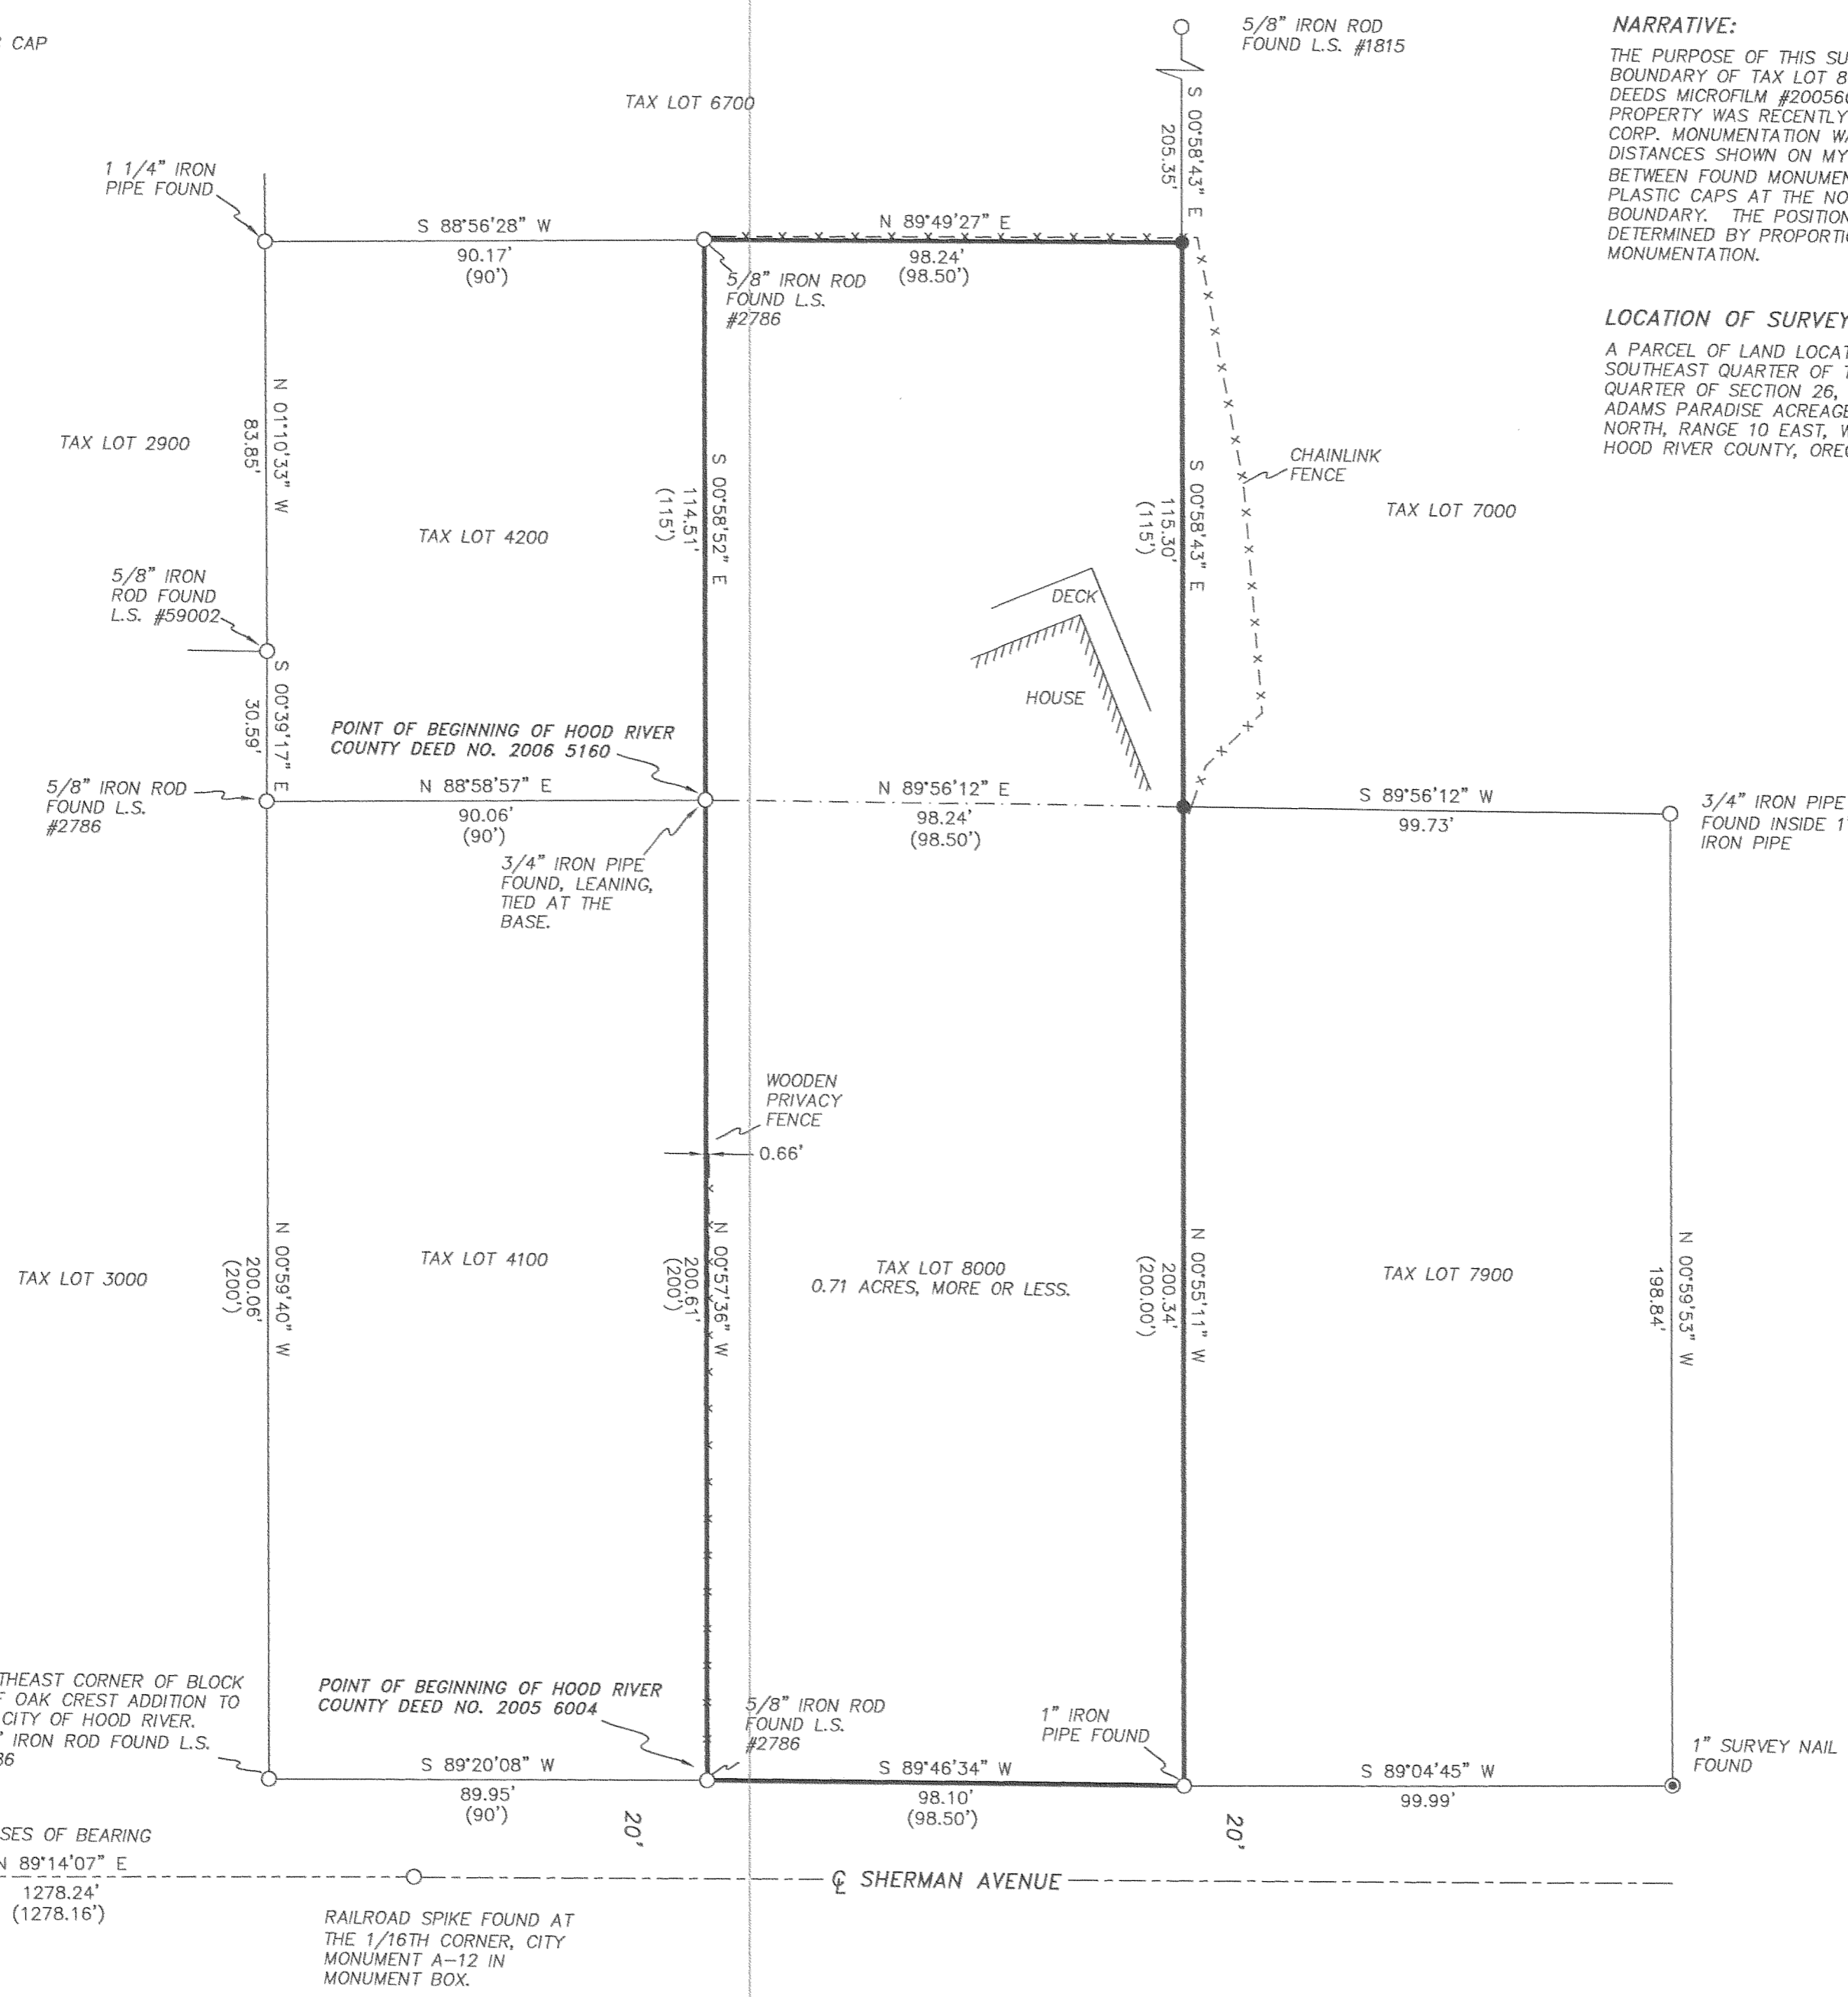 CAP
5/8" IRON ROD
FOUND L.S. #1815
NARRATIVE:
THE PURPOSE OF THIS
BOUNDARY OF TAX LOT
DEEDS MICROFILM
PROPERTY WAS RECENTLY
CORP. MONUMENTATION
DISTANCES SHOWN ON MY
BETWEEN FOUND
PLASTIC CAPS AT THE
BOUNDARY. THE POSITION
DETERMINED BY
MONUMENTATION.
LOCATION OF SURVEY
A PARCEL OF LAND
SOUTHEAST QUARTER OF
QUARTER OF SECTION 26,
ADAMS PARADISE
NORTH, RANGE 10 EAST,
HOOD RIVER COUNTY,
TAX LOT 6700
S 00°58'43" E
205.35'
1 1/4" IRON
PIPE FOUND
S 88°56'28" W
90.17'
(90')
N 89°49'27" E
98.24'
(98.50')
5/8" IRON ROD
FOUND L.S.
#2786
N 01°10'33" W
83.85'
TAX LOT 2900
TAX LOT 4200
S 00°58'52" E
114.51'
(115')
S 00°58'43" E
115.30'
(115')
CHAINLINK
FENCE
TAX LOT 7000
5/8" IRON
ROD FOUND
L.S. #59002
DECK
HOUSE
S 00°39'17" E
30.59'
POINT OF BEGINNING OF HOOD RIVER
COUNTY DEED NO. 2006 5160
5/8" IRON ROD
FOUND L.S.
#2786
N 88°58'57" E
90.06'
(90')
N 89°56'12" E
98.24'
(98.50')
S 89°56'12" W
99.73'
3/4" IRON PIPE
FOUND INSIDE
IRON PIPE
3/4" IRON PIPE
FOUND, LEANING,
TIED AT THE
BASE.
WOODEN
PRIVACY
FENCE
0.66'
TAX LOT 3000
N 00°59'40" W
200.06'
(200')
TAX LOT 4100
N 00°57'36" W
200.61'
(200')
TAX LOT 8000
0.71 ACRES, MORE OR LESS.
N 00°55'11" W
200.34'
(200.00')
TAX LOT 7900
N 00°59'53" W
198.84'
THEAST CORNER OF BLOCK
OAK CREST ADDITION TO
CITY OF HOOD RIVER.
IRON ROD FOUND L.S.
POINT OF BEGINNING OF HOOD RIVER
COUNTY DEED NO. 2005 6004
5/8" IRON ROD
FOUND L.S.
#2786
1" IRON
PIPE FOUND
1" SURVEY NAIL
FOUND
S 89°20'08" W
89.95'
(90')
S 89°46'34" W
98.10'
(98.50')
S 89°04'45" W
99.99'
20'
20'
SES OF BEARING
N 89°14'07" E
1278.24'
(1278.16')
℄ SHERMAN AVENUE
RAILROAD SPIKE FOUND AT
THE 1/16TH CORNER, CITY
MONUMENT A-12 IN
MONUMENT BOX.